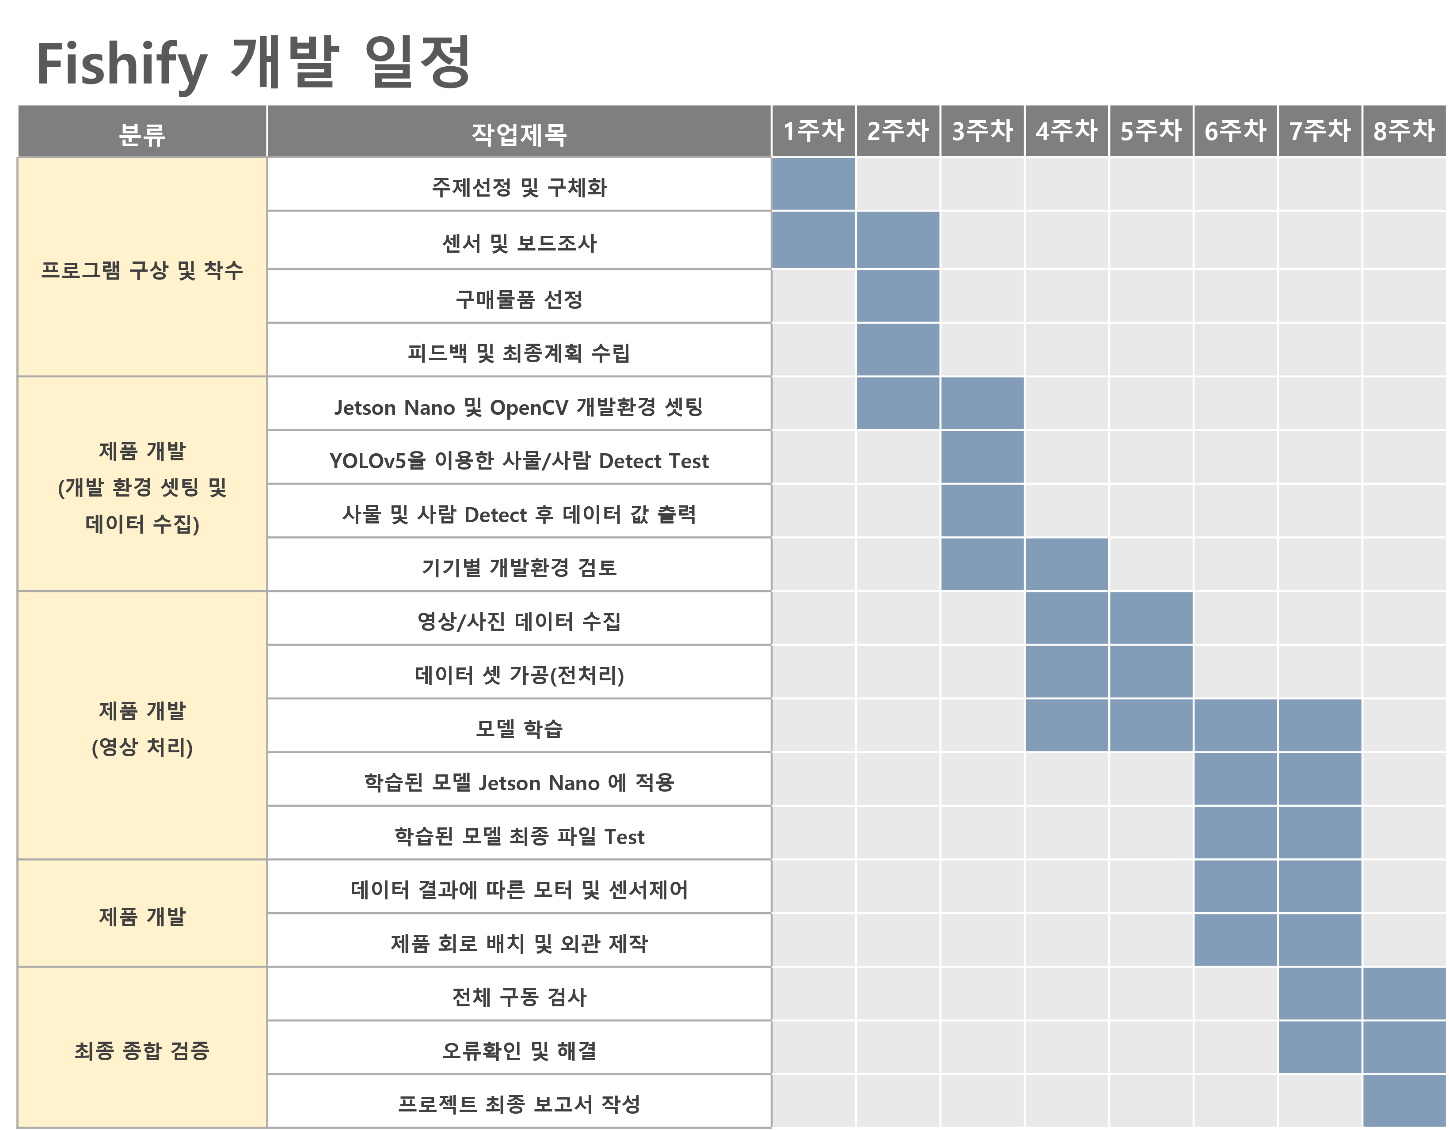 Fishify 개발 일정
분류 작업제목 1주차 2주차 3주차 4주차 5주차 6주차 7주차 8주차
프로그램 구상 및 착수
주제선정 및 구체화
센서 및 보드조사
구매물품 선정
피드백 및 최종계획 수립
제품 개발
(개발 환경 셋팅 및
데이터 수집)
Jetson Nano 및 OpenCV 개발환경 셋팅
YOLOv5을 이용한 사물/사람 Detect Test
사물 및 사람 Detect 후 데이터 값 출력
기기별 개발환경 검토
제품 개발
(영상 처리)
영상/사진 데이터 수집
데이터 셋 가공(전처리)
모델 학습
학습된 모델 Jetson Nano 에 적용
학습된 모델 최종 파일 Test
제품 개발
데이터 결과에 따른 모터 및 센서제어
제품 회로 배치 및 외관 제작
최종 종합 검증
전체 구동 검사
오류확인 및 해결
프로젝트 최종 보고서 작성